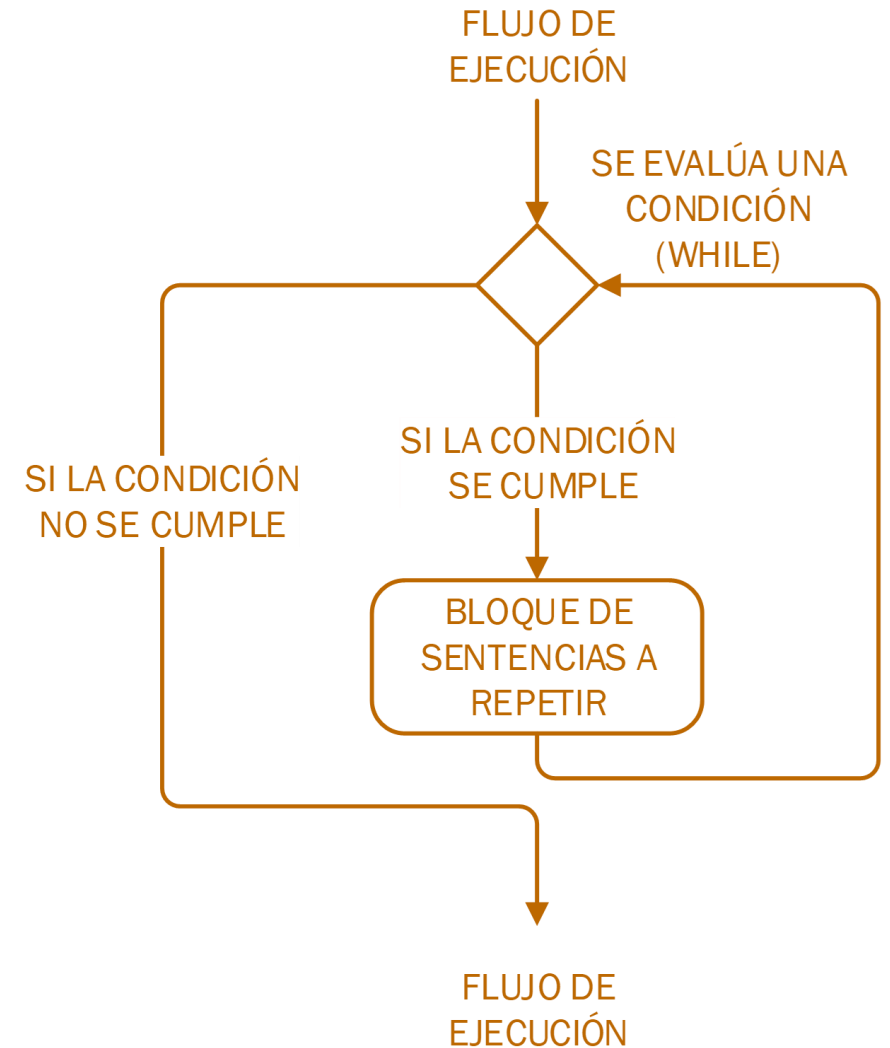 FLUJO DE
EJECUCIÓN
SE EVALÚA UNA
CONDICIÓN
(WHILE)
SI LA CONDICIÓN
SE CUMPLE
SI LA CONDICIÓN
NO SE CUMPLE
BLOQUE DE
SENTENCIAS A
REPETIR
FLUJO DE
EJECUCIÓN